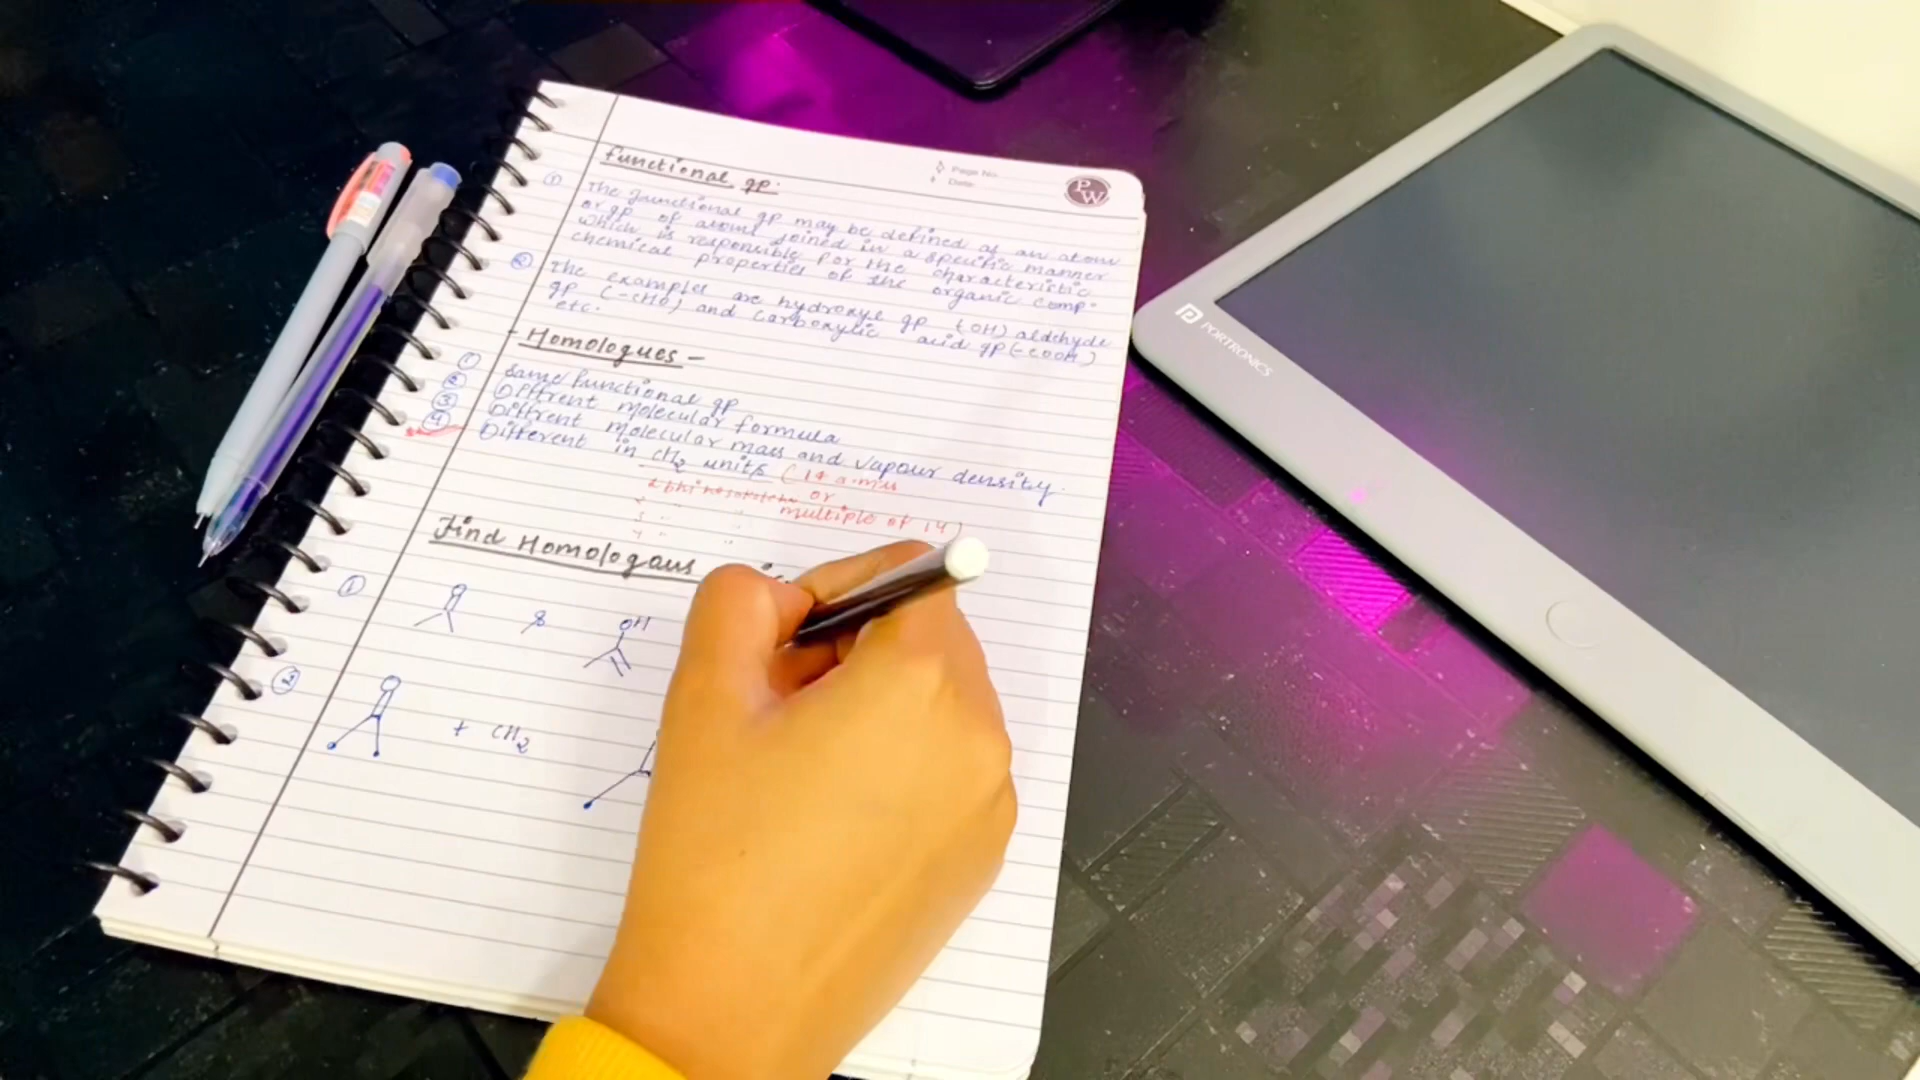 functional gp.
Page No.
Date
PW
① The functional gp may be defined as an atom
or gp of atoms joined in a specific manner
which is responsible for the characteristic
chemical properties of the organic comp.
② The examples are hydroxyl gp (OH) aldehyde
gp (-CHO) and carboxylic acid gp (-COOH)
etc.
- Homologues -
① Same functional gp
② Diffrent molecular formula
③ Diffrent molecular mass and vapour density.
④ Different in CH2 units (14 a.mu
or
multiple of 14)
Find Homologous
①
&
OH
②
+ CH2
PORTRONICS